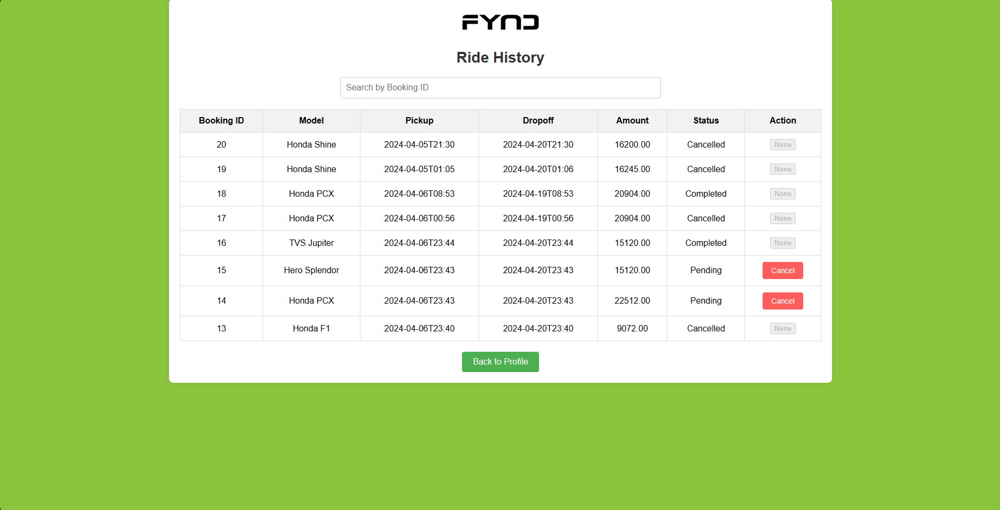 FYND
Ride History
Search by Booking ID
Booking ID Model Pickup Dropoff Amount Status Action
20 Honda Shine 2024-04-05T21:30 2024-04-20T21:30 16200.00 Cancelled None
19 Honda Shine 2024-04-05T01:05 2024-04-20T01:06 16245.00 Cancelled None
18 Honda PCX 2024-04-06T08:53 2024-04-19T08:53 20904.00 Completed None
17 Honda PCX 2024-04-06T00:56 2024-04-19T00:56 20904.00 Cancelled None
16 TVS Jupiter 2024-04-06T23:44 2024-04-20T23:44 15120.00 Completed None
15 Hero Splendor 2024-04-06T23:43 2024-04-20T23:43 15120.00 Pending Cancel
14 Honda PCX 2024-04-06T23:43 2024-04-20T23:43 22512.00 Pending Cancel
13 Honda F1 2024-04-06T23:40 2024-04-20T23:40 9072.00 Cancelled None
Back to Profile